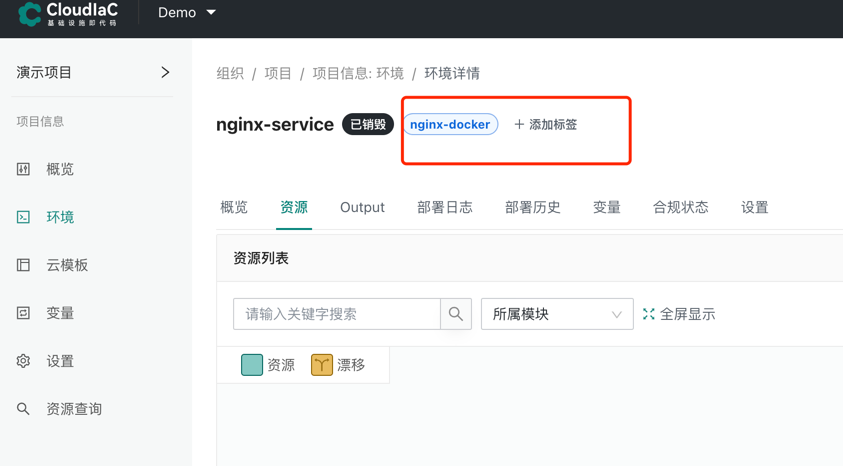 CloudIaC
基础设施即代码
Demo
演示项目
项目信息
概览
环境
云模板
变量
设置
资源查询
组织 / 项目 / 项目信息: 环境 / 环境详情
nginx-service 已销毁 nginx-docker + 添加标签
概览 资源 Output 部署日志 部署历史 变量 合规状态 设置
资源列表
请输入关键字搜索 所属模块 全屏显示
资源 漂移